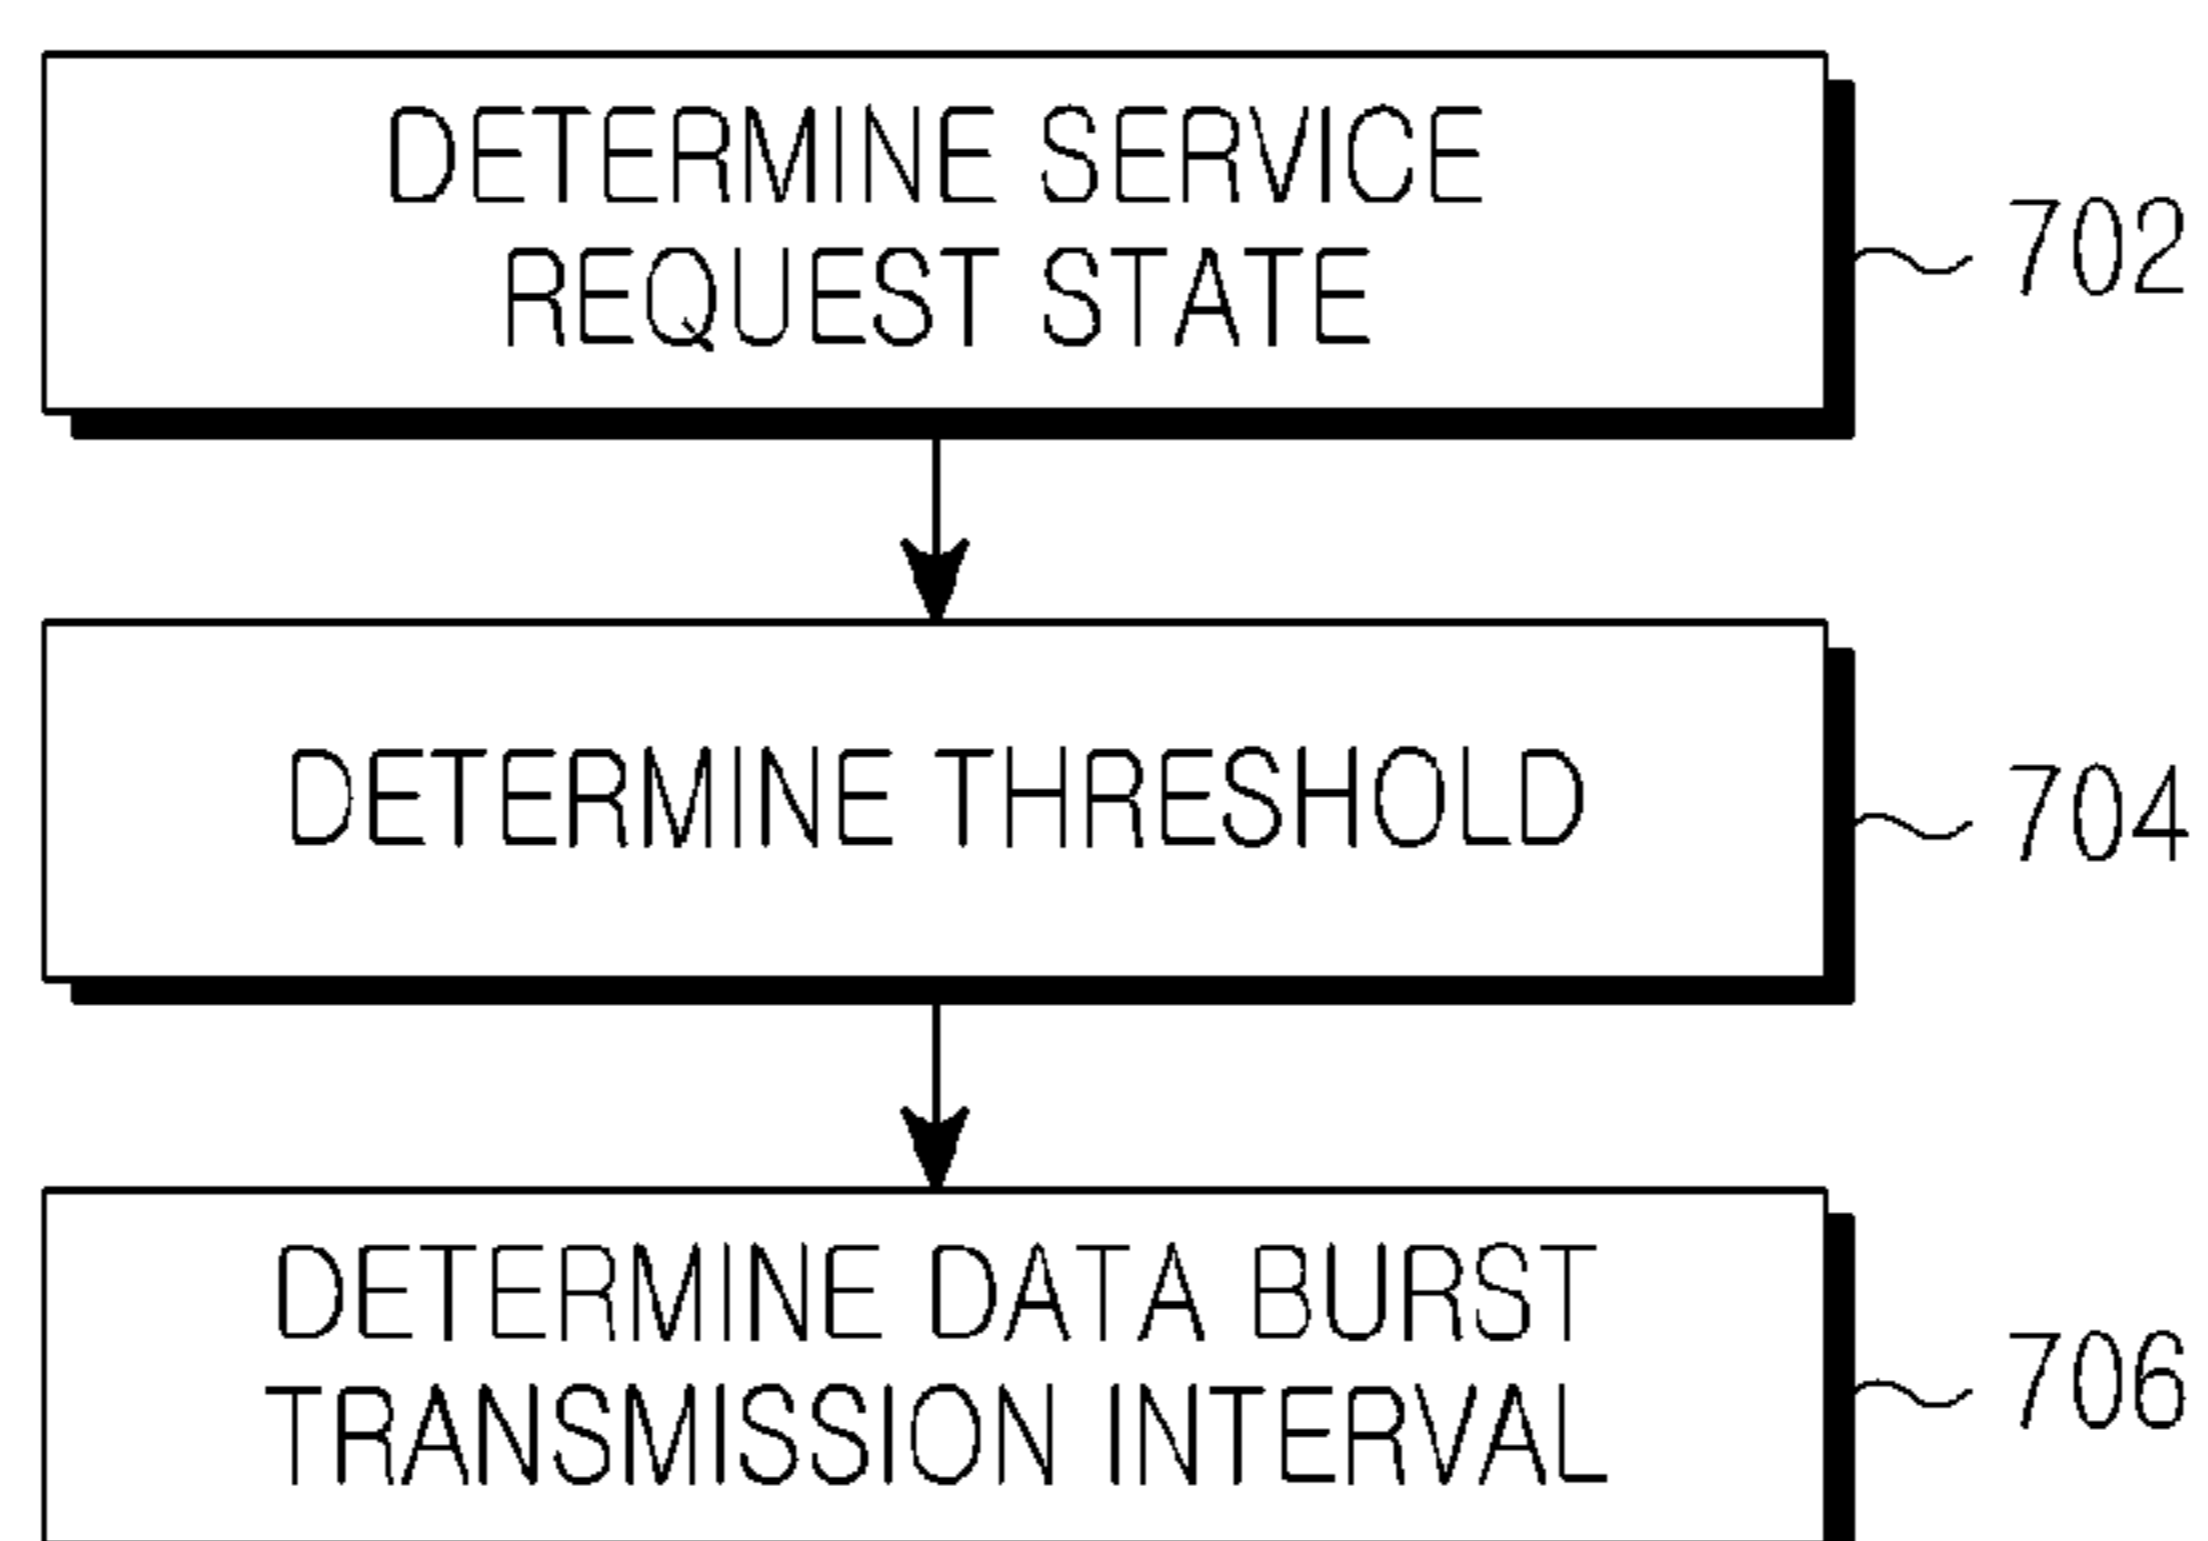 DETERMINE SERVICE
REQUEST STATE
702
DETERMINE THRESHOLD
704
DETERMINE DATA BURST
TRANSMISSION INTERVAL
706